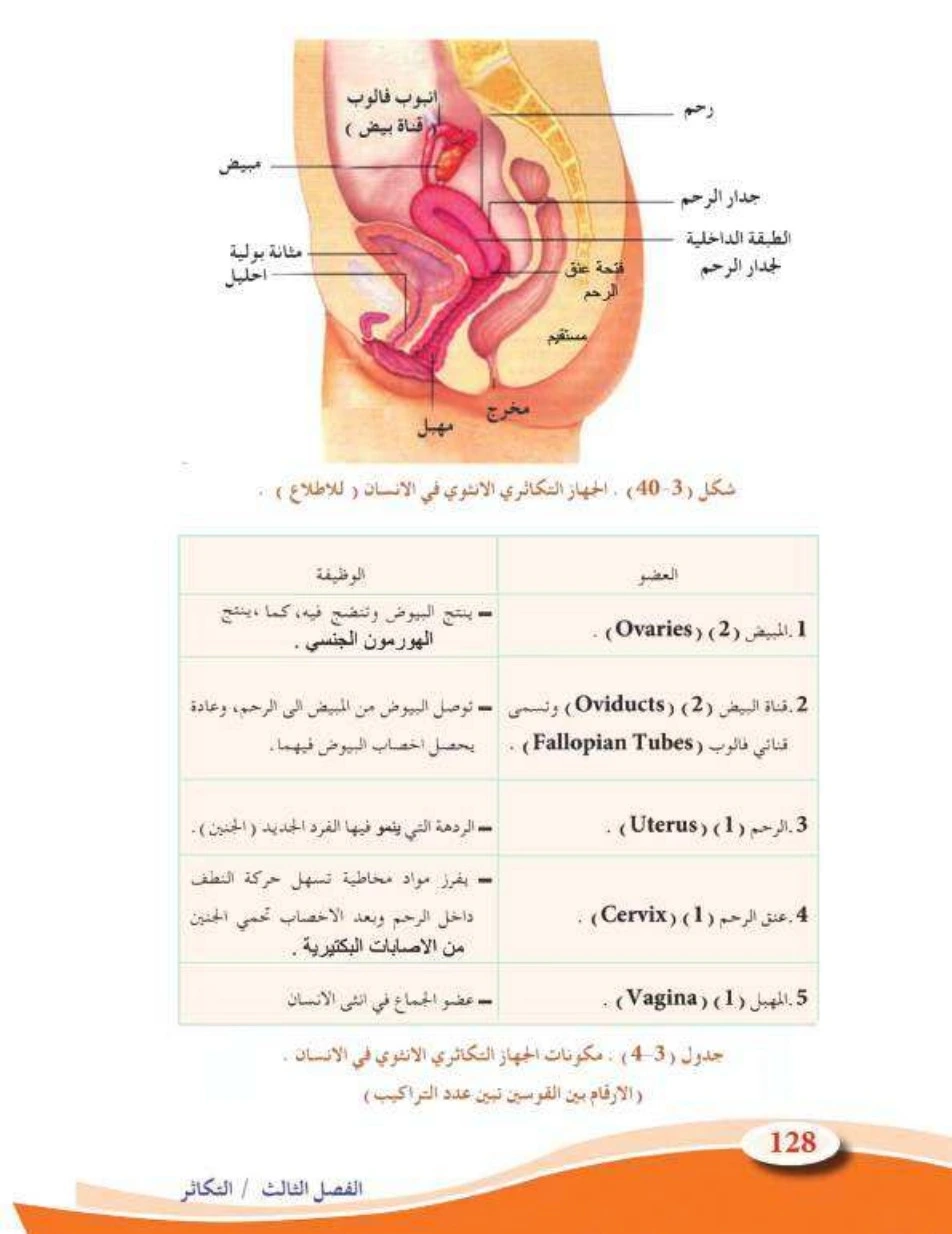 انبوب فالوب
( قناة بيض )
رحم
مبيض
جدار الرحم
الطبقة الداخلية
لجدار الرحم
مثانة بولية
احليل
فتحة عنق
الرحم
مستقيم
مخرج
مهبل
شكل (3-40) . الجهاز التكاثري الانثوي في الانسان ( للاطلاع ) .
العضو
الوظيفة
1.المبيض (2) (Ovaries) .
– ينتج البيوض وتنضج فيه، كما ،ينتج
الهورمون الجنسي .
2.قناة البيض (2) (Oviducts) وتسمى
قناتي فالوب (Fallopian Tubes) .
– توصل البيوض من المبيض الى الرحم، وعادة
يحصل اخصاب البيوض فيهما.
3.الرحم (1) (Uterus) .
– الردهة التي ينمو فيها الفرد الجديد (الجنين).
4.عنق الرحم (1) (Cervix) .
– يفرز مواد مخاطية تسهل حركة النطف
داخل الرحم وبعد الاخصاب تحمي الجنين
من الاصابات البكتيرية .
5.المهبل (1) (Vagina) .
– عضو الجماع في انثى الانسان
جدول (3-4) . مكونات الجهاز التكاثري الانثوي في الانسان .
(الارقام بين القوسين تبين عدد التراكيب)
128
الفصل الثالث / التكاثر